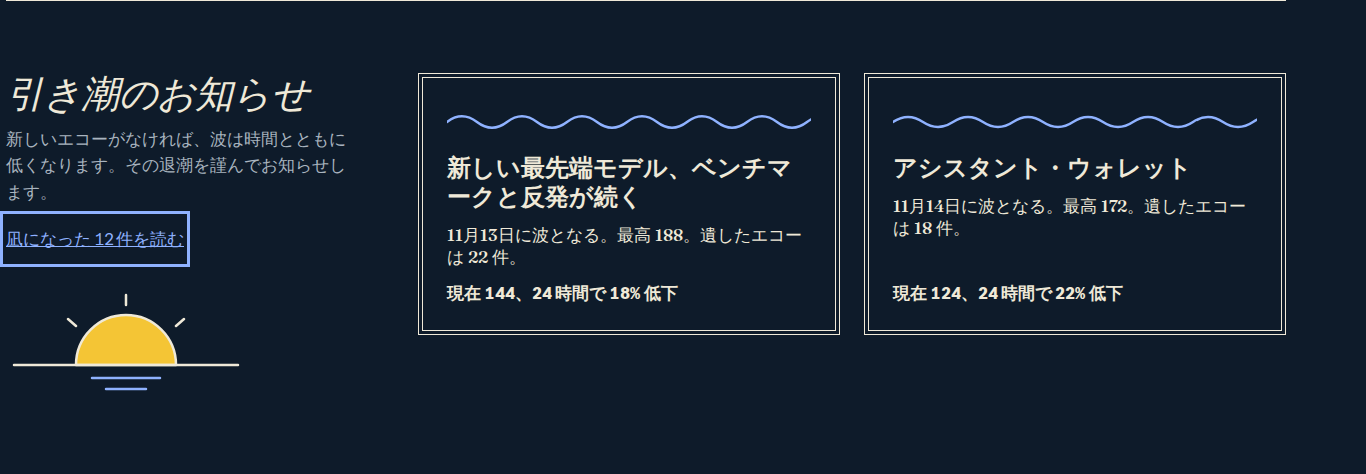 引き潮のお知らせ
新しいエコーがなければ、波は時間とともに
低くなります。その退潮を謹んでお知らせし
ます。
凪になった 12 件を読む
新しい最先端モデル、ベンチマ
ークと反発が続く
11月13日に波となる。最高 188。遺したエコー
は 22 件。
現在 144、24 時間で 18% 低下
アシスタント・ウォレット
11月14日に波となる。最高 172。遺したエコー
は 18 件。
現在 124、24 時間で 22% 低下